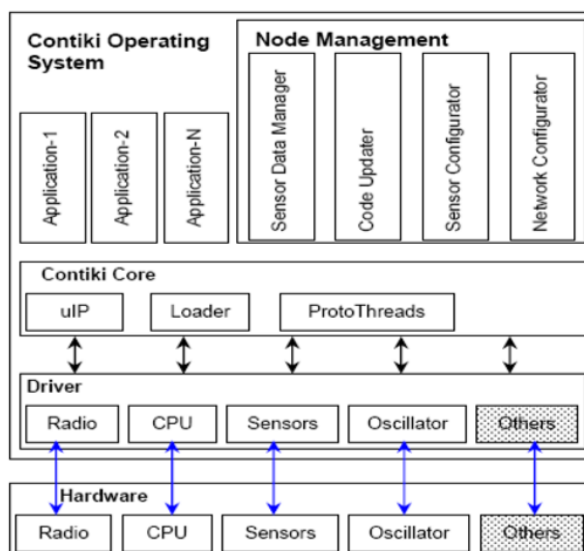 Contiki Operating
System
Node Management
Application-1
Application-2
Application-N
Sensor Data Manager
Code Updater
Sensor Configurator
Network Configurator
Contiki Core
uIP
Loader
ProtoThreads
Driver
Radio
CPU
Sensors
Oscillator
Others
Hardware
Radio
CPU
Sensors
Oscillator
Others